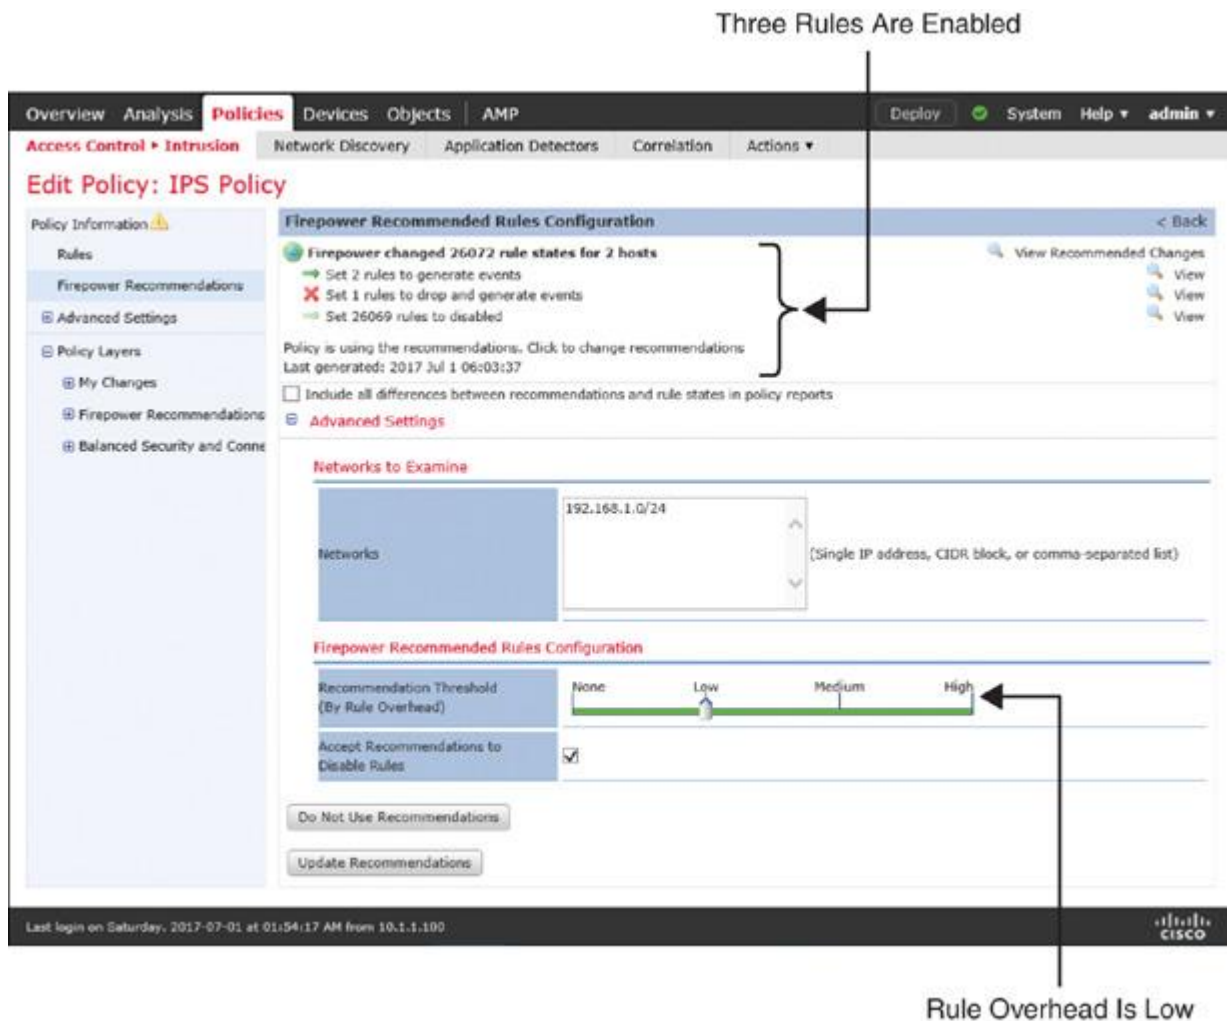 Three Rules Are Enabled
Overview Analysis Policies Devices Objects AMP Deploy System Help admin
Access Control Intrusion Network Discovery Application Detectors Correlation Actions
Edit Policy: IPS Policy
Policy Information
Rules
Firepower Recommendations
Advanced Settings
Policy Layers
My Changes
Firepower Recommendations
Balanced Security and Conne
Firepower Recommended Rules Configuration < Back
Firepower changed 26072 rule states for 2 hosts View Recommended Changes
Set 2 rules to generate events View
Set 1 rules to drop and generate events View
Set 26069 rules to disabled View
Policy is using the recommendations. Click to change recommendations
Last generated: 2017 Jul 1 06:03:37
Include all differences between recommendations and rule states in policy reports
Advanced Settings
Networks to Examine
Networks
192.168.1.0/24
(Single IP address, CIDR block, or comma-separated list)
Firepower Recommended Rules Configuration
Recommendation Threshold
(By Rule Overhead)
None Low Medium High
Accept Recommendations to
Disable Rules
Do Not Use Recommendations
Update Recommendations
Last login on Saturday, 2017-07-01 at 01:54:17 AM from 10.1.1.100
CISCO
Rule Overhead Is Low